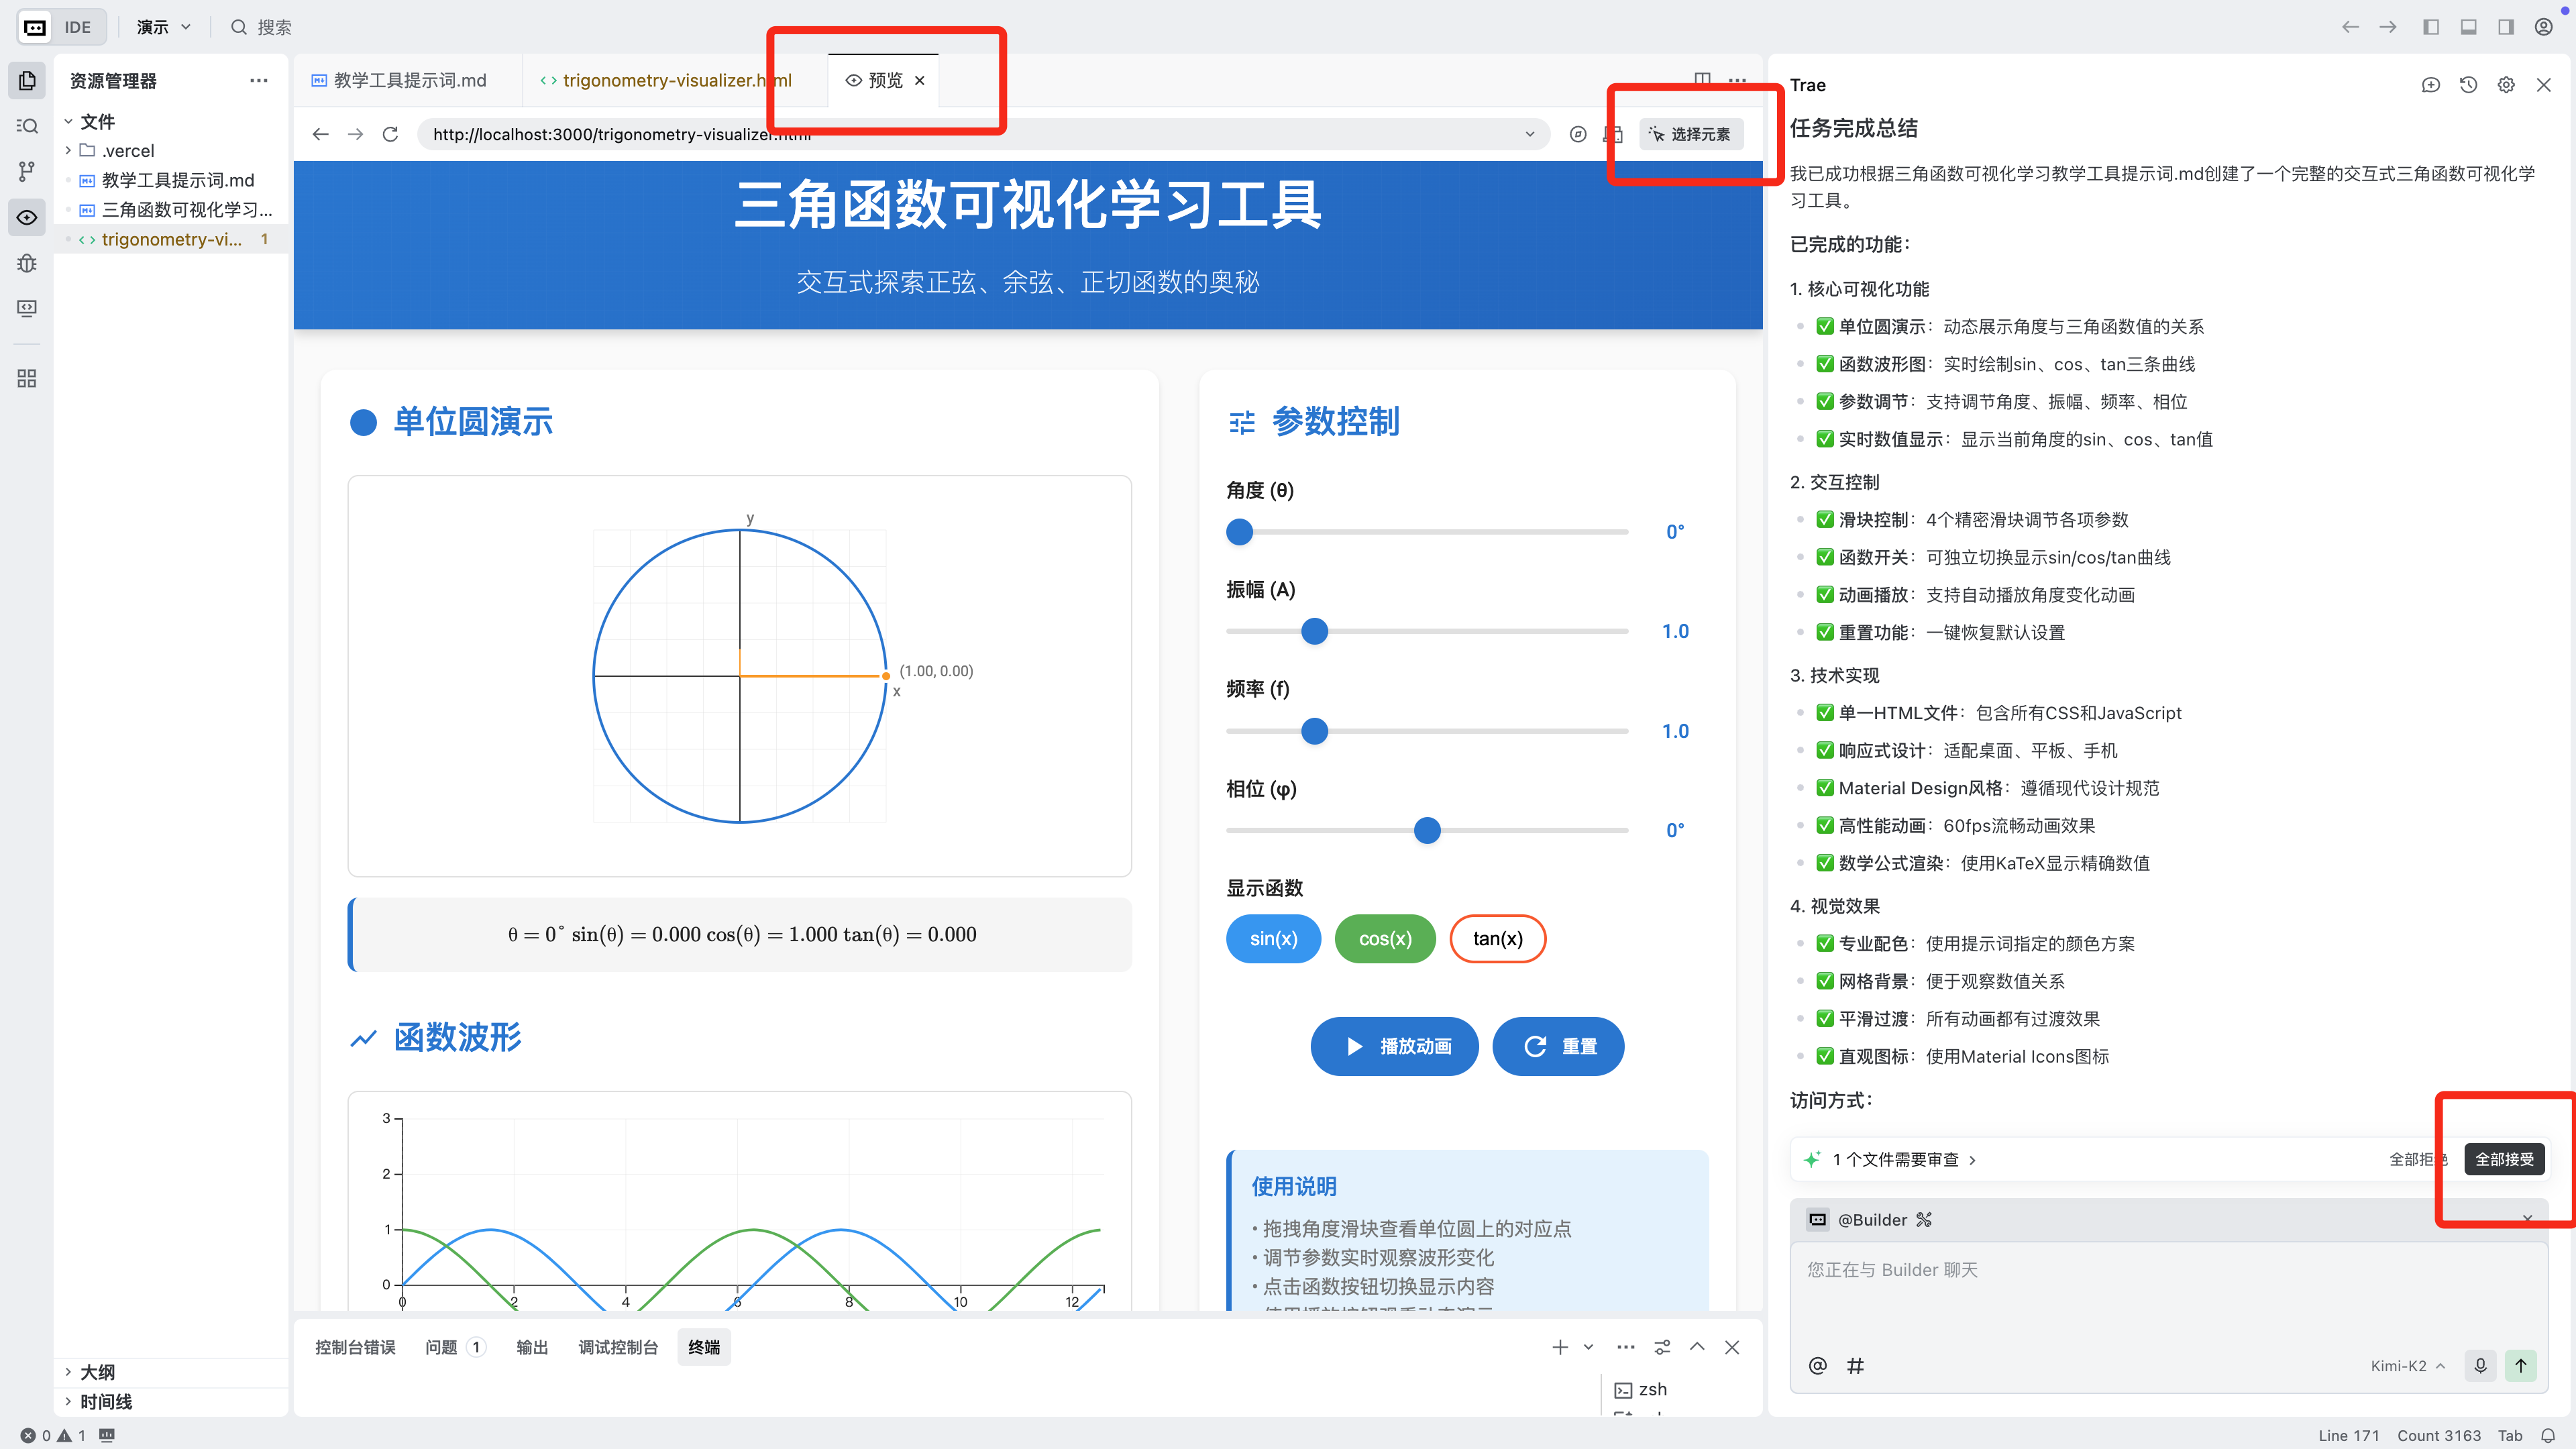 IDE
演示
搜索
资源管理器
文件
.vercel
教学工具提示词.md
三角函数可视化学习...
trigonometry-vi... 1
大纲
时间线
教学工具提示词.md
trigonometry-visualizer.html
预览
http://localhost:3000/trigonometry-visualizer.html
选择元素
三角函数可视化学习工具
交互式探索正弦、余弦、正切函数的奥秘
单位圆演示
y
(1.00, 0.00)
x
θ = 0° sin(θ) = 0.000 cos(θ) = 1.000 tan(θ) = 0.000
函数波形
3
2
1
0
0 2 4 6 8 10 12
参数控制
角度 (θ)
0°
振幅 (A)
1.0
频率 (f)
1.0
相位 (φ)
0°
显示函数
sin(x) cos(x) tan(x)
播放动画 重置
使用说明
• 拖拽角度滑块查看单位圆上的对应点
• 调节参数实时观察波形变化
• 点击函数按钮切换显示内容
控制台错误 问题 1 输出 调试控制台 终端
zsh
Trae
任务完成总结
我已成功根据三角函数可视化学习教学工具提示词.md创建了一个完整的交互式三角函数可视化学
习工具。
已完成的功能：
1. 核心可视化功能
• ✅ 单位圆演示：动态展示角度与三角函数值的关系
• ✅ 函数波形图：实时绘制sin、cos、tan三条曲线
• ✅ 参数调节：支持调节角度、振幅、频率、相位
• ✅ 实时数值显示：显示当前角度的sin、cos、tan值
2. 交互控制
• ✅ 滑块控制：4个精密滑块调节各项参数
• ✅ 函数开关：可独立切换显示sin/cos/tan曲线
• ✅ 动画播放：支持自动播放角度变化动画
• ✅ 重置功能：一键恢复默认设置
3. 技术实现
• ✅ 单一HTML文件：包含所有CSS和JavaScript
• ✅ 响应式设计：适配桌面、平板、手机
• ✅ Material Design风格：遵循现代设计规范
• ✅ 高性能动画：60fps流畅动画效果
• ✅ 数学公式渲染：使用KaTeX显示精确数值
4. 视觉效果
• ✅ 专业配色：使用提示词指定的颜色方案
• ✅ 网格背景：便于观察数值关系
• ✅ 平滑过渡：所有动画都有过渡效果
• ✅ 直观图标：使用Material Icons图标
访问方式：
1 个文件需要审查
全部拒绝 全部接受
@Builder
您正在与 Builder 聊天
@ #
Kimi-K2
0 1
Line 171 Count 3163 Tab